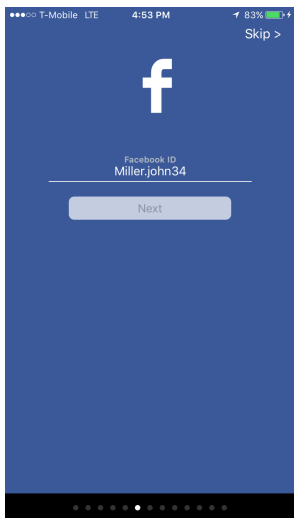 T-Mobile LTE 4:53 PM 83%
Skip >
f
Facebook ID
Miller.john34
Next